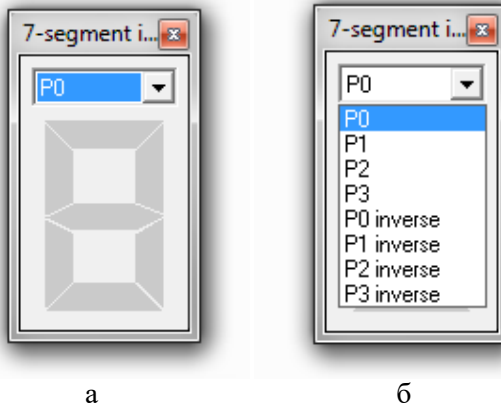 7-segment i...
P0
а
7-segment i...
P0
P0
P1
P2
P3
P0 inverse
P1 inverse
P2 inverse
P3 inverse
б